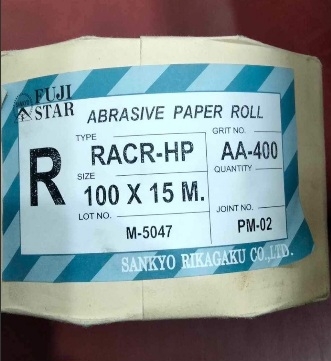 FUJI
STAR
ABRASIVE PAPER ROLL
R
TYPE
RACR-HP
GRIT NO.
AA-400
SIZE
100 X 15 M.
QUANTITY
LOT NO.
M-5047
JOINT NO.
PM-02
SANKYO RIKAGAKU CO., LTD.